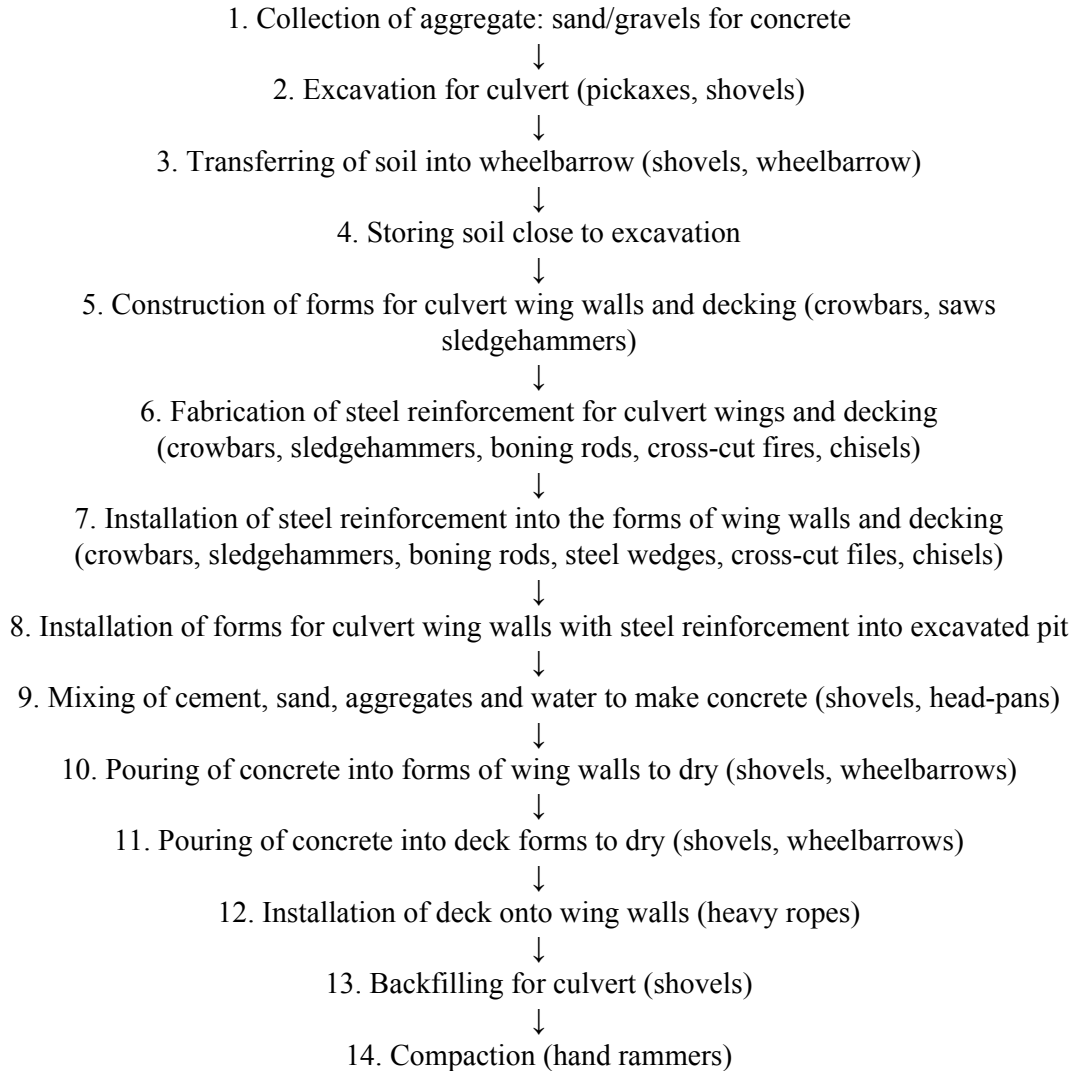 1. Collection of aggregate: sand/gravels for concrete
↓
2. Excavation for culvert (pickaxes, shovels)
↓
3. Transferring of soil into wheelbarrow (shovels, wheelbarrow)
↓
4. Storing soil close to excavation
↓
5. Construction of forms for culvert wing walls and decking (crowbars, saws
sledgehammers)
↓
6. Fabrication of steel reinforcement for culvert wings and decking
(crowbars, sledgehammers, boning rods, cross-cut fires, chisels)
↓
7. Installation of steel reinforcement into the forms of wing walls and decking
(crowbars, sledgehammers, boning rods, steel wedges, cross-cut files, chisels)
↓
8. Installation of forms for culvert wing walls with steel reinforcement into excavated pit
↓
9. Mixing of cement, sand, aggregates and water to make concrete (shovels, head-pans)
↓
10. Pouring of concrete into forms of wing walls to dry (shovels, wheelbarrows)
↓
11. Pouring of concrete into deck forms to dry (shovels, wheelbarrows)
↓
12. Installation of deck onto wing walls (heavy ropes)
↓
13. Backfilling for culvert (shovels)
↓
14. Compaction (hand rammers)